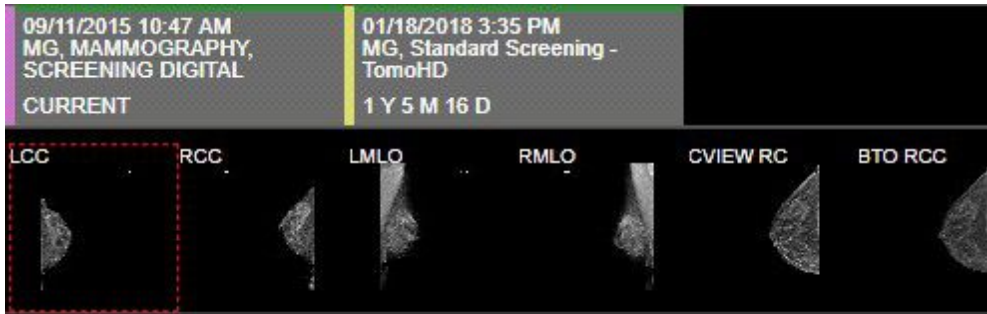 09/11/2015 10:47 AM
MG, MAMMOGRAPHY,
SCREENING DIGITAL
CURRENT
01/18/2018 3:35 PM
MG, Standard Screening -
TomoHD
1 Y 5 M 16 D
LCC
RCC
LMLO
RMLO
CVIEW RC
BTO RCC